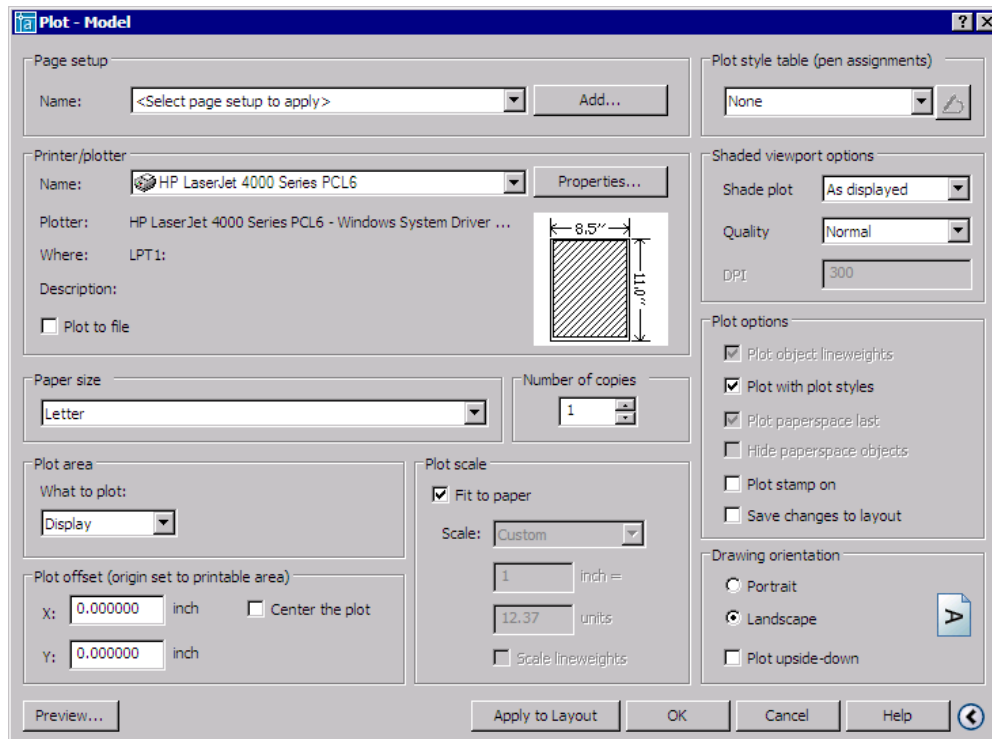 Plot - Model
Page setup
Name: <Select page setup to apply> Add...
Printer/plotter
Name: HP LaserJet 4000 Series PCL6 Properties...
Plotter: HP LaserJet 4000 Series PCL6 - Windows System Driver ...
Where: LPT1:
Description:
Plot to file
8.5''
11.0''
Paper size
Letter
Number of copies
1
Plot area
What to plot:
Display
Plot offset (origin set to printable area)
X: 0.000000 inch Center the plot
Y: 0.000000 inch
Plot scale
Fit to paper
Scale: Custom
1 inch =
12.37 units
Scale lineweights
Plot style table (pen assignments)
None
Shaded viewport options
Shade plot As displayed
Quality Normal
DPI 300
Plot options
Plot object lineweights
Plot with plot styles
Plot paperspace last
Hide paperspace objects
Plot stamp on
Save changes to layout
Drawing orientation
Portrait
Landscape
A
Plot upside-down
Preview... Apply to Layout OK Cancel Help